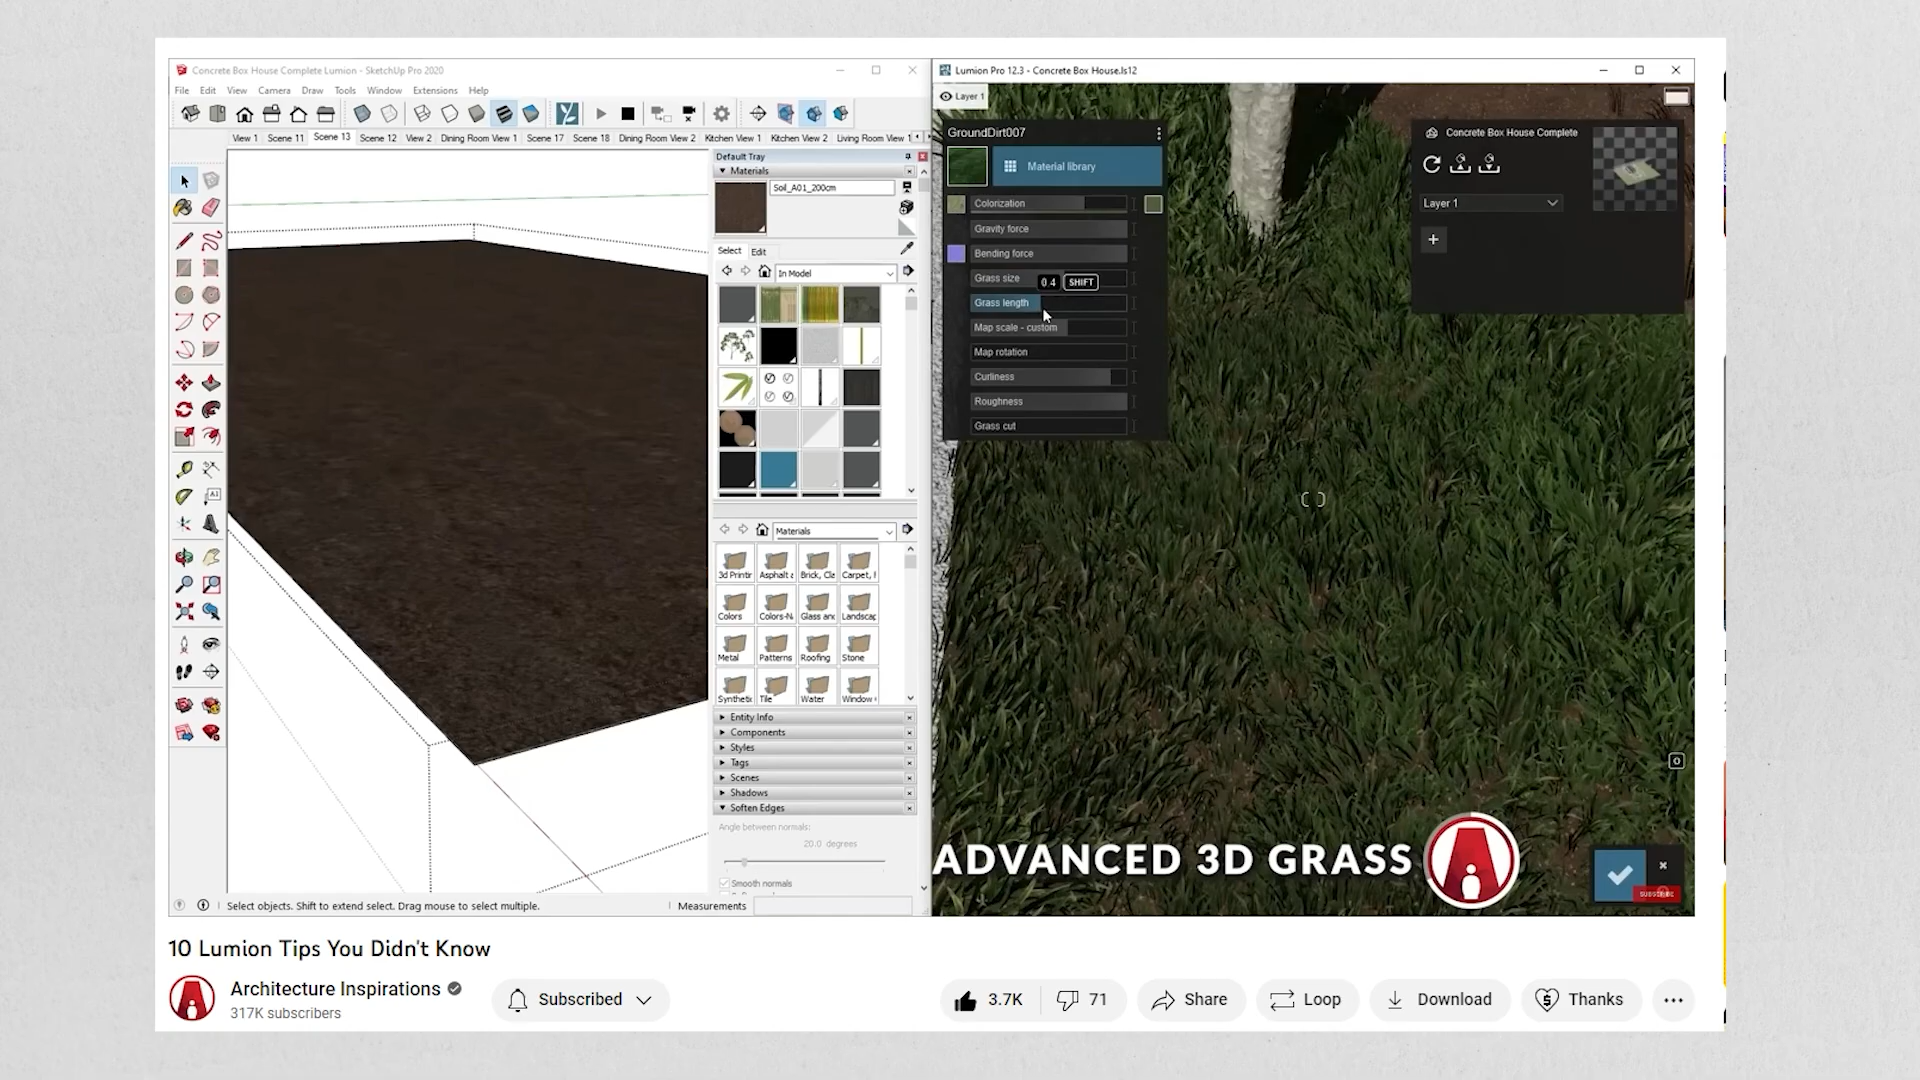 Concrete Box House Complete Lumion - SketchUp Pro 2020
File Edit View Camera Draw Tools Window Extensions Help
View 1 Scene 11 Scene 13 Scene 12 View 2 Dining Room View 1 Scene 17 Scene 18 Dining Room View 2 Kitchen View 1 Kitchen View 2 Living Room View 1
Default Tray
Materials
Soil_A01_200cm
Select Edit
In Model
Materials
3d Printir Asphalt a Brick, Cla Carpet, F
Colors Colors-N Glass and Landscap
Metal Patterns Roofing Stone
Synthetic Tile Water Window
Entity Info
Components
Styles
Tags
Scenes
Shadows
Soften Edges
Angle between normals:
20.0 degrees
Smooth normals
Select objects. Shift to extend select. Drag mouse to select multiple.
Measurements
Lumion Pro 12.3 - Concrete Box House.ls12
Layer 1
GroundDirt007
Material library
Colorization
Gravity force
Bending force
Grass size
0.4 SHIFT
Grass length
Map scale - custom
Map rotation
Curliness
Roughness
Grass cut
Concrete Box House Complete
Layer 1
ADVANCED 3D GRASS
SUBSCRIBE
10 Lumion Tips You Didn't Know
Architecture Inspirations
317K subscribers
Subscribed
3.7K
71
Share
Loop
Download
Thanks